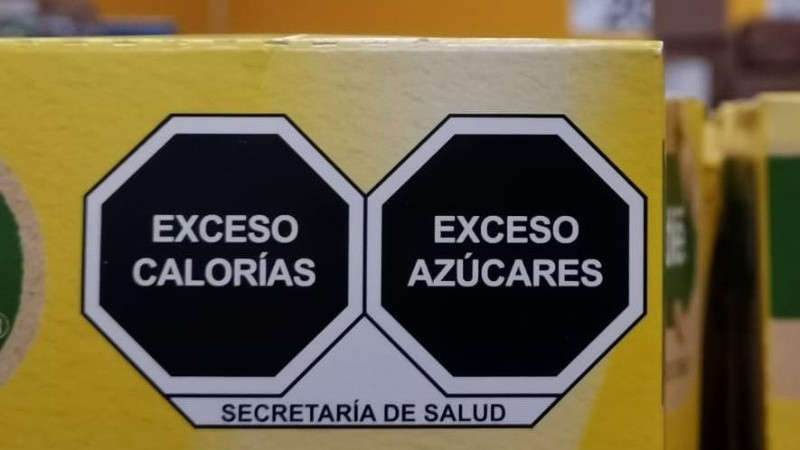 EXCESO
CALORÍAS
EXCESO
AZÚCARES
SECRETARÍA DE SALUD